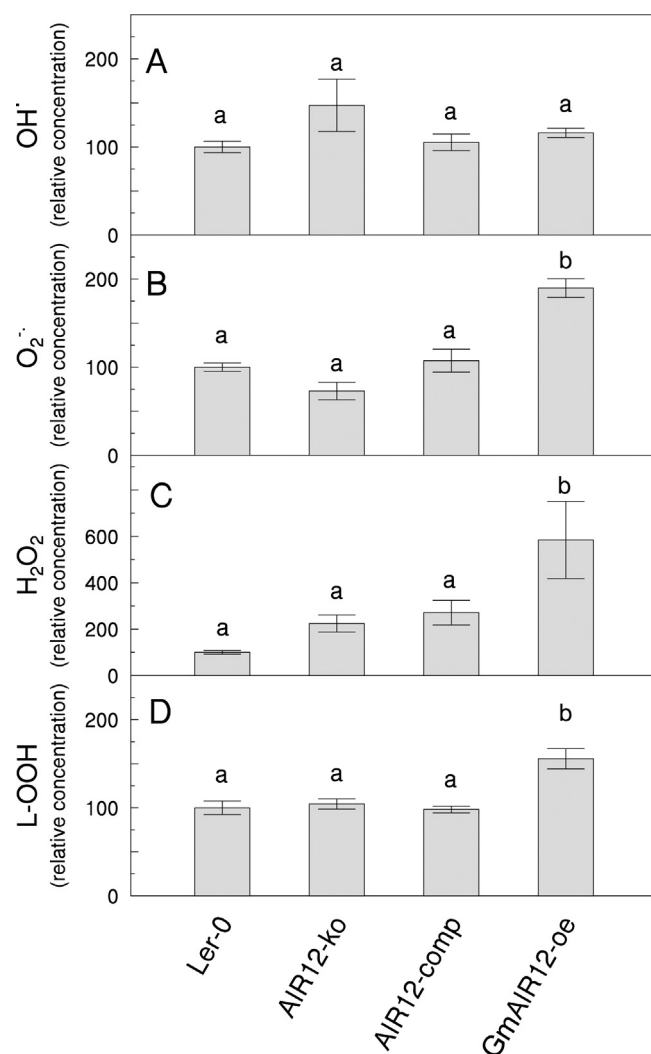 A
OH˙
(relative concentration)
200
100
0
a
a
a
a
B
O₂⁻·
(relative concentration)
200
100
0
a
a
a
b
C
H₂O₂
(relative concentration)
600
400
200
0
a
a
a
b
D
L-OOH
(relative concentration)
200
100
0
a
a
a
b
Ler-0
AIR12-ko
AIR12-comp
GmAIR12-oe